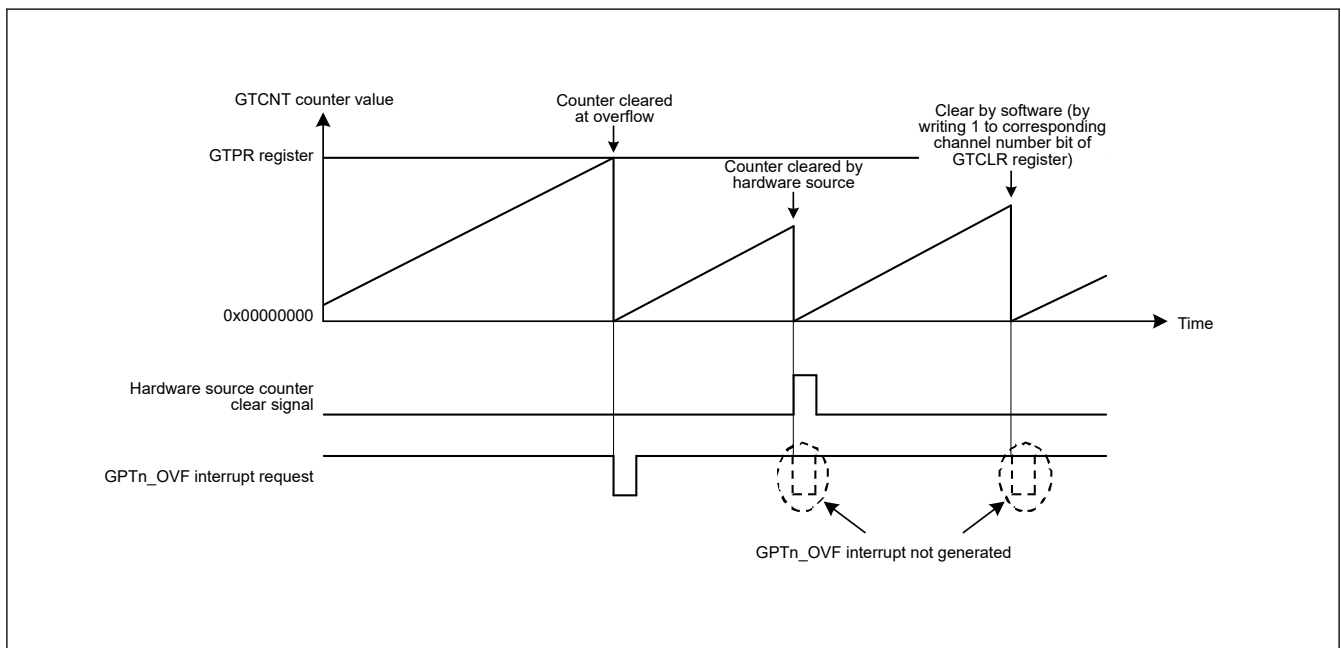 GTCNT counter value
Counter cleared
at overflow
Clear by software (by
writing 1 to corresponding
channel number bit of
GTCLR register)
GTPR register
Counter cleared by
hardware source
0x00000000
Time
Hardware source counter
clear signal
GPTn_OVF interrupt request
GPTn_OVF interrupt not generated